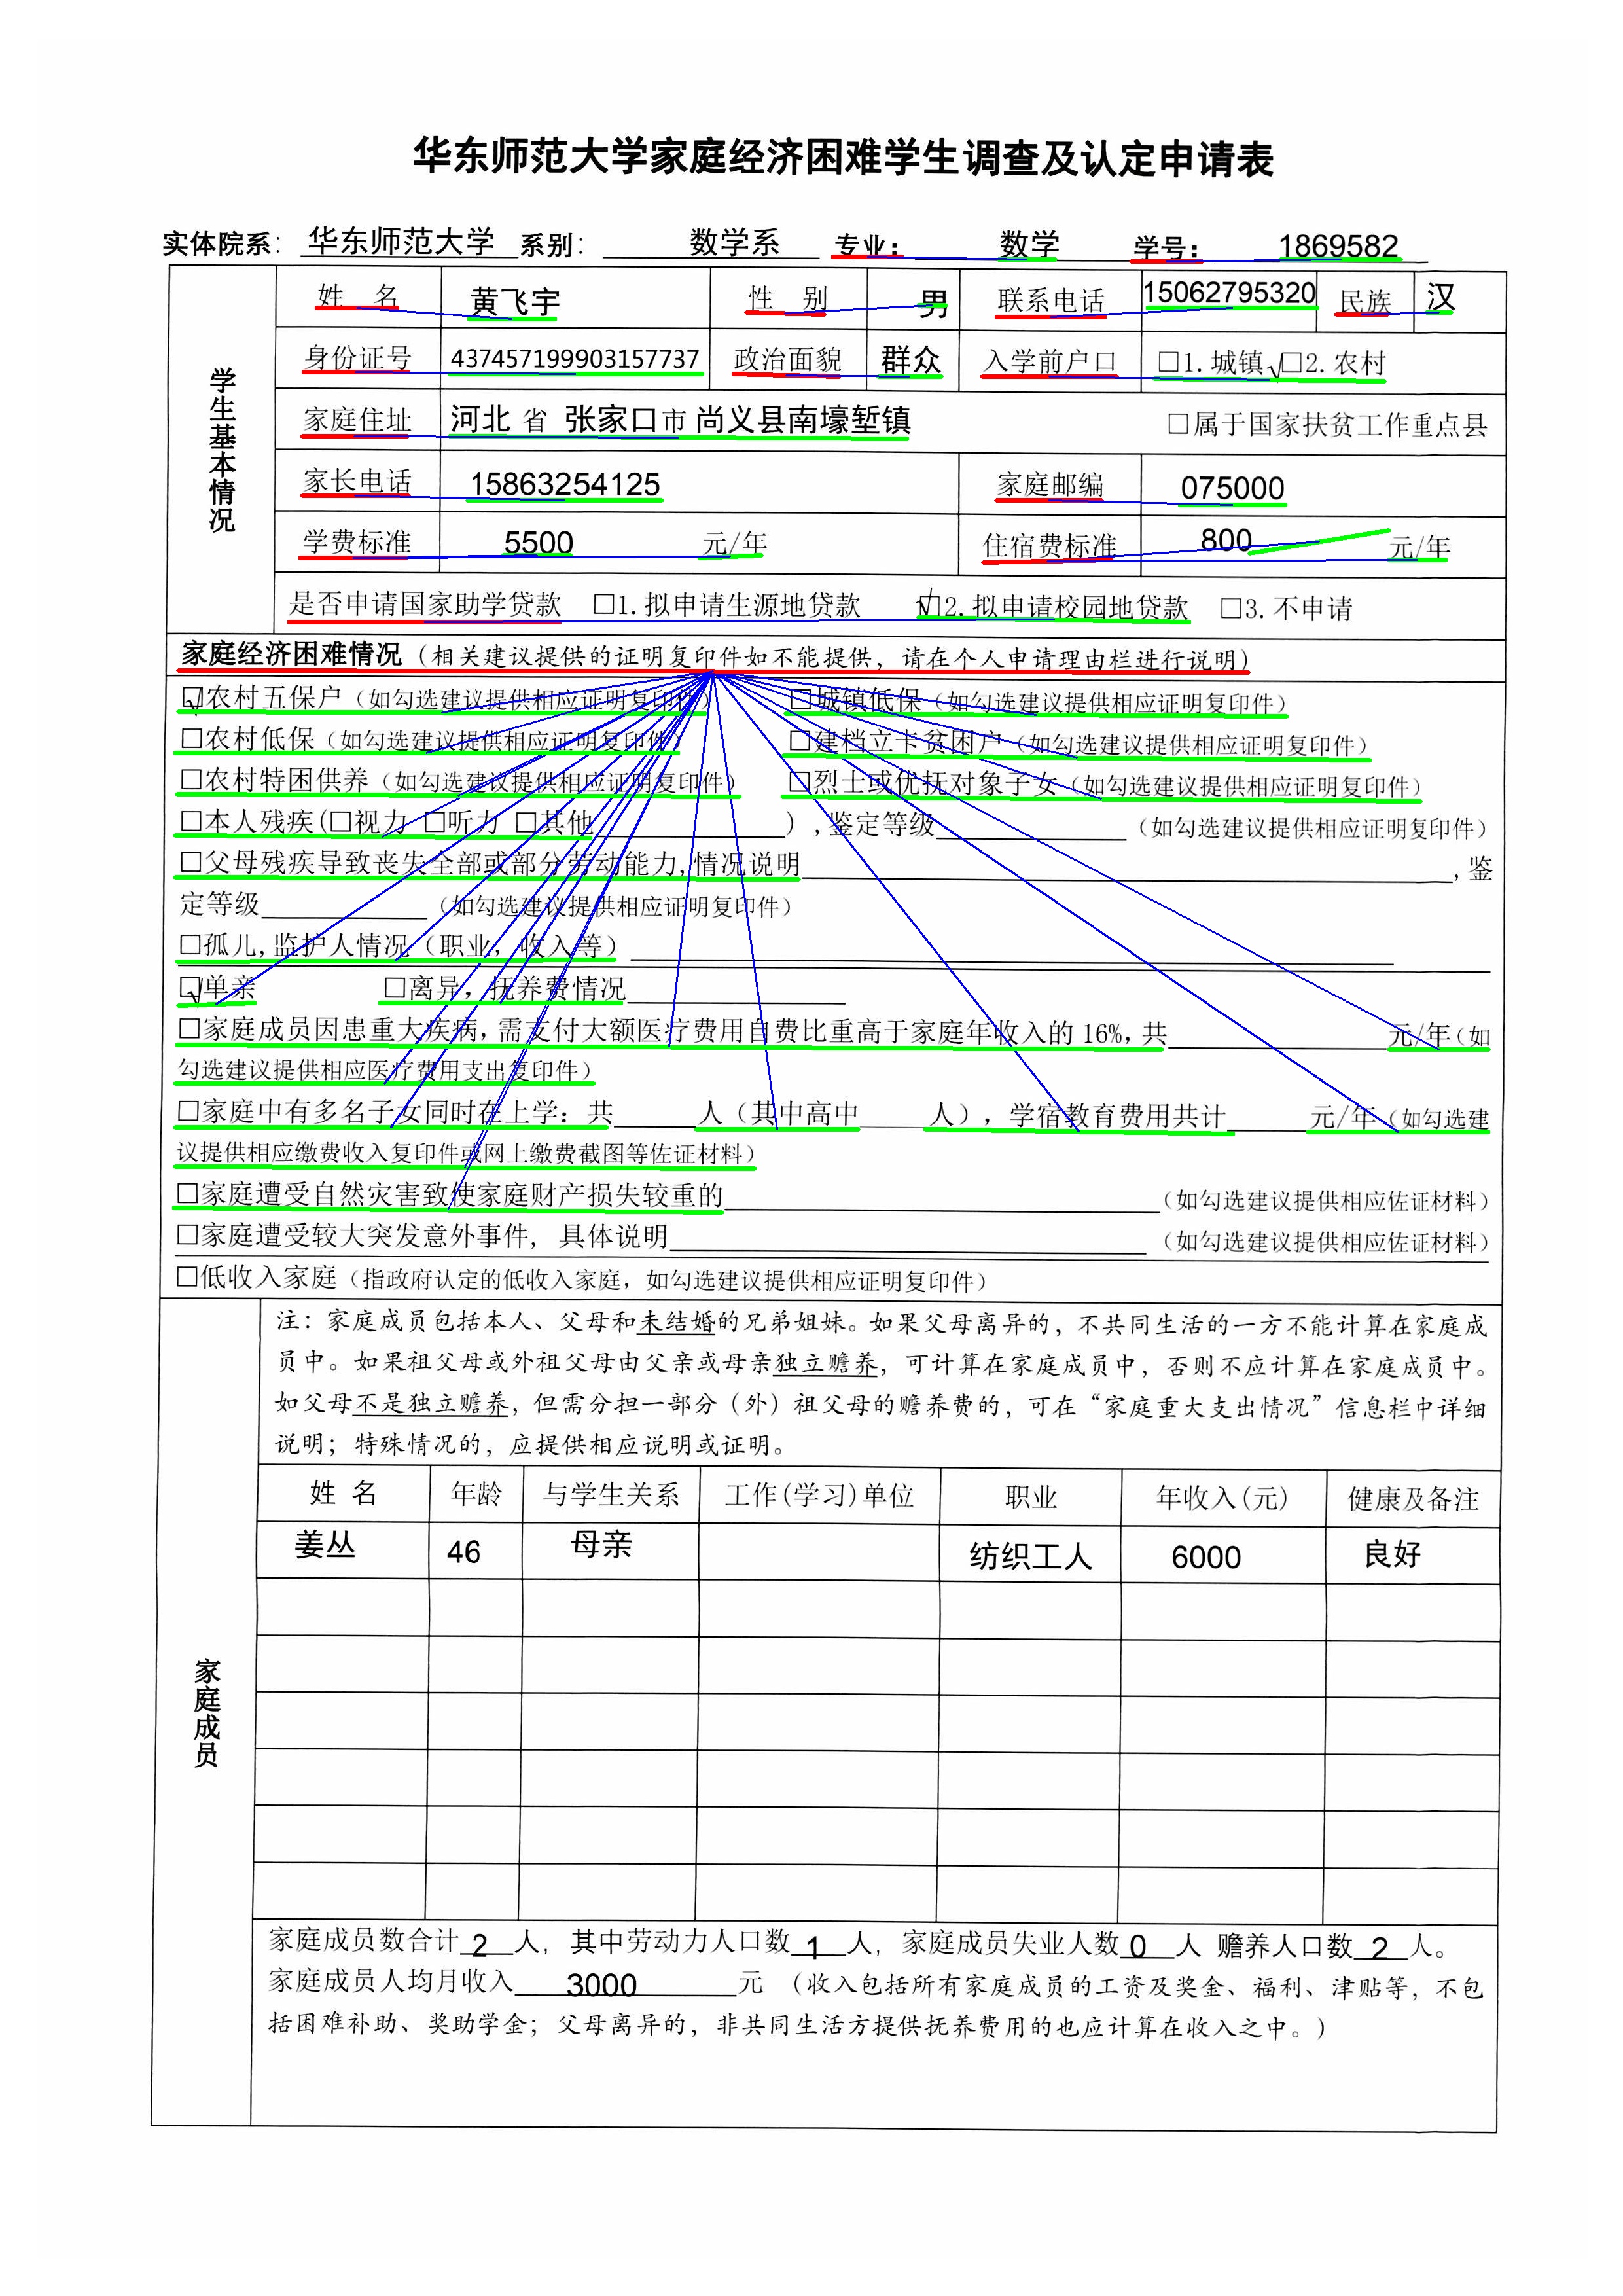 华东师范大学家庭经济困难学生调查及认定申请表
实体院系: 华东师范大学 系别: 数学系 专业: 数学 学号: 1869582
学生基本情况
姓 名 黄飞宇 性 别 男 联系电话 15062795320 民族 汉
身份证号 437457199903157737 政治面貌 群众 入学前户口 □1.城镇√□2.农村
家庭住址 河北 省 张家口市 尚义县南壕堑镇 □属于国家扶贫工作重点县
家长电话 15863254125 家庭邮编 075000
学费标准 5500 元/年 住宿费标准 800 元/年
是否申请国家助学贷款 □1.拟申请生源地贷款 √□2.拟申请校园地贷款 □3.不申请
家庭经济困难情况（相关建议提供的证明复印件如不能提供，请在个人申请理由栏进行说明）
☑农村五保户（如勾选建议提供相应证明复印件） □城镇低保（如勾选建议提供相应证明复印件）
□农村低保（如勾选建议提供相应证明复印件） □建档立卡贫困户（如勾选建议提供相应证明复印件）
□农村特困供养（如勾选建议提供相应证明复印件） □烈士或优抚对象子女（如勾选建议提供相应证明复印件）
□本人残疾(□视力 □听力 □其他____),鉴定等级____（如勾选建议提供相应证明复印件）
□父母残疾导致丧失全部或部分劳动能力,情况说明____,鉴
定等级____（如勾选建议提供相应证明复印件）
□孤儿,监护人情况（职业，收入等）____
☑单亲 □离异，抚养费情况____
□家庭成员因患重大疾病，需支付大额医疗费用自费比重高于家庭年收入的16%，共____元/年（如
勾选建议提供相应医疗费用支出复印件）
□家庭中有多名子女同时在上学：共____人（其中高中____人），学宿教育费用共计____元/年（如勾选建
议提供相应缴费收入复印件或网上缴费截图等佐证材料）
□家庭遭受自然灾害致使家庭财产损失较重的____（如勾选建议提供相应佐证材料）
□家庭遭受较大突发意外事件，具体说明____（如勾选建议提供相应佐证材料）
□低收入家庭（指政府认定的低收入家庭，如勾选建议提供相应证明复印件）
家庭成员
注：家庭成员包括本人、父母和未结婚的兄弟姐妹。如果父母离异的，不共同生活的一方不能计算在家庭成
员中。如果祖父母或外祖父母由父亲或母亲独立赡养，可计算在家庭成员中，否则不应计算在家庭成员中。
如父母不是独立赡养，但需分担一部分（外）祖父母的赡养费的，可在“家庭重大支出情况”信息栏中详细
说明；特殊情况的，应提供相应说明或证明。
姓 名 年龄 与学生关系 工作(学习)单位 职业 年收入(元) 健康及备注
姜丛 46 母亲 纺织工人 6000 良好
家庭成员数合计 2 人，其中劳动力人口数 1 人，家庭成员失业人数 0 人 赡养人口数 2 人。
家庭成员人均月收入 3000 元（收入包括所有家庭成员的工资及奖金、福利、津贴等，不包
括困难补助、奖助学金；父母离异的，非共同生活方提供抚养费用的也应计算在收入之中。）